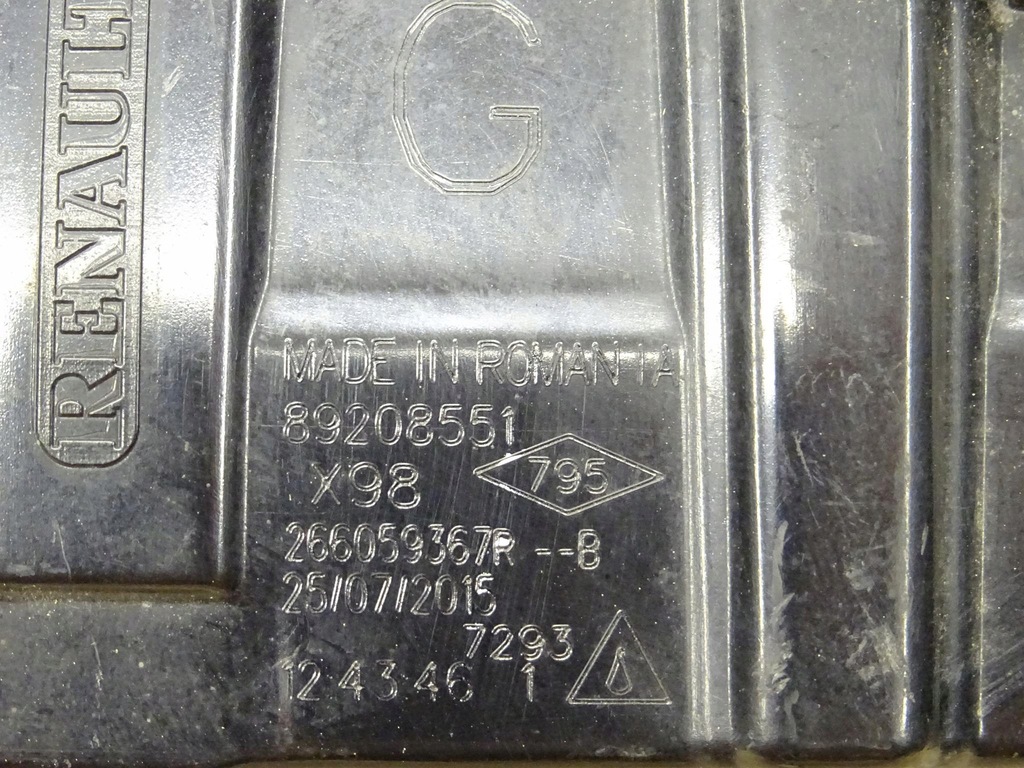 RENAULT
G
MADE IN ROMANIA
89208551
X98
795
266059367R --B
25/07/2015
7293
12:43:46 1